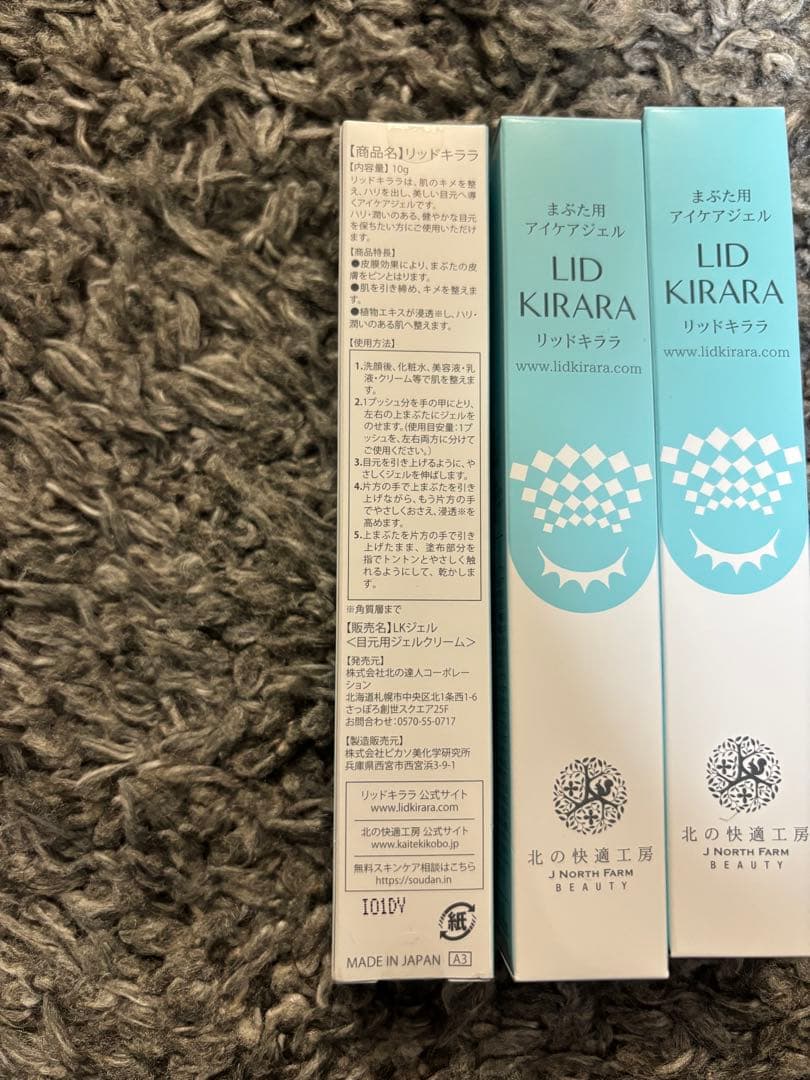 【商品名】リッドキララ
【内容量】10g
リッドキララは、肌のキメを整
え、ハリを出し、美しい目元へ導
くアイケアジェルです。
ハリ・潤いのある、健やかな目元
を保ちたい方にご使用いただけ
ます。
【商品特長】
●皮膜効果により、まぶたの皮
膚をピンとはります。
●肌を引き締め、キメを整えま
す。
●植物エキスが浸透※し、ハリ・
潤いのある肌へ整えます。
【使用方法】
1.洗顔後、化粧水、美容液・乳
液・クリーム等で肌を整えま
す。
2.1プッシュ分を手の甲にとり、
左右の上まぶたにジェルを
のせます。(使用目安量:1プ
ッシュを、左右両方に分けて
ご使用ください。)
3.目元を引き上げるように、や
さしくジェルを伸ばします。
4.片方の手で上まぶたを引き
上げながら、もう片方の手
でやさしくおさえ、浸透※を
高めます。
5.上まぶたを片方の手で引き
上げたまま、塗布部分を
指でトントンとやさしく触
れるようにして、乾かしま
す。
※角質層まで
【販売名】LKジェル
<目元用ジェルクリーム>
【発売元】
株式会社北の達人コーポレー
ション
北海道札幌市中央区北1条西1-6
さっぽろ創世スクエア25F
お問合わせ:0570-55-0717
【製造販売元】
株式会社ピカソ美化学研究所
兵庫県西宮市西宮浜3-9-1
リッドキララ 公式サイト
www.lidkirara.com
北の快適工房 公式サイト
www.kaitekikobo.jp
無料スキンケア相談はこちら
https://soudan.in
I01DV
紙
MADE IN JAPAN A3
まぶた用
アイケアジェル
LID
KIRARA
リッドキララ
www.lidkirara.com
北の快適工房
J NORTH FARM
BEAUTY
まぶた用
アイケアジェル
LID
KIRARA
リッドキララ
www.lidkirara.com
北の快適工房
J NORTH FARM
BEAUTY